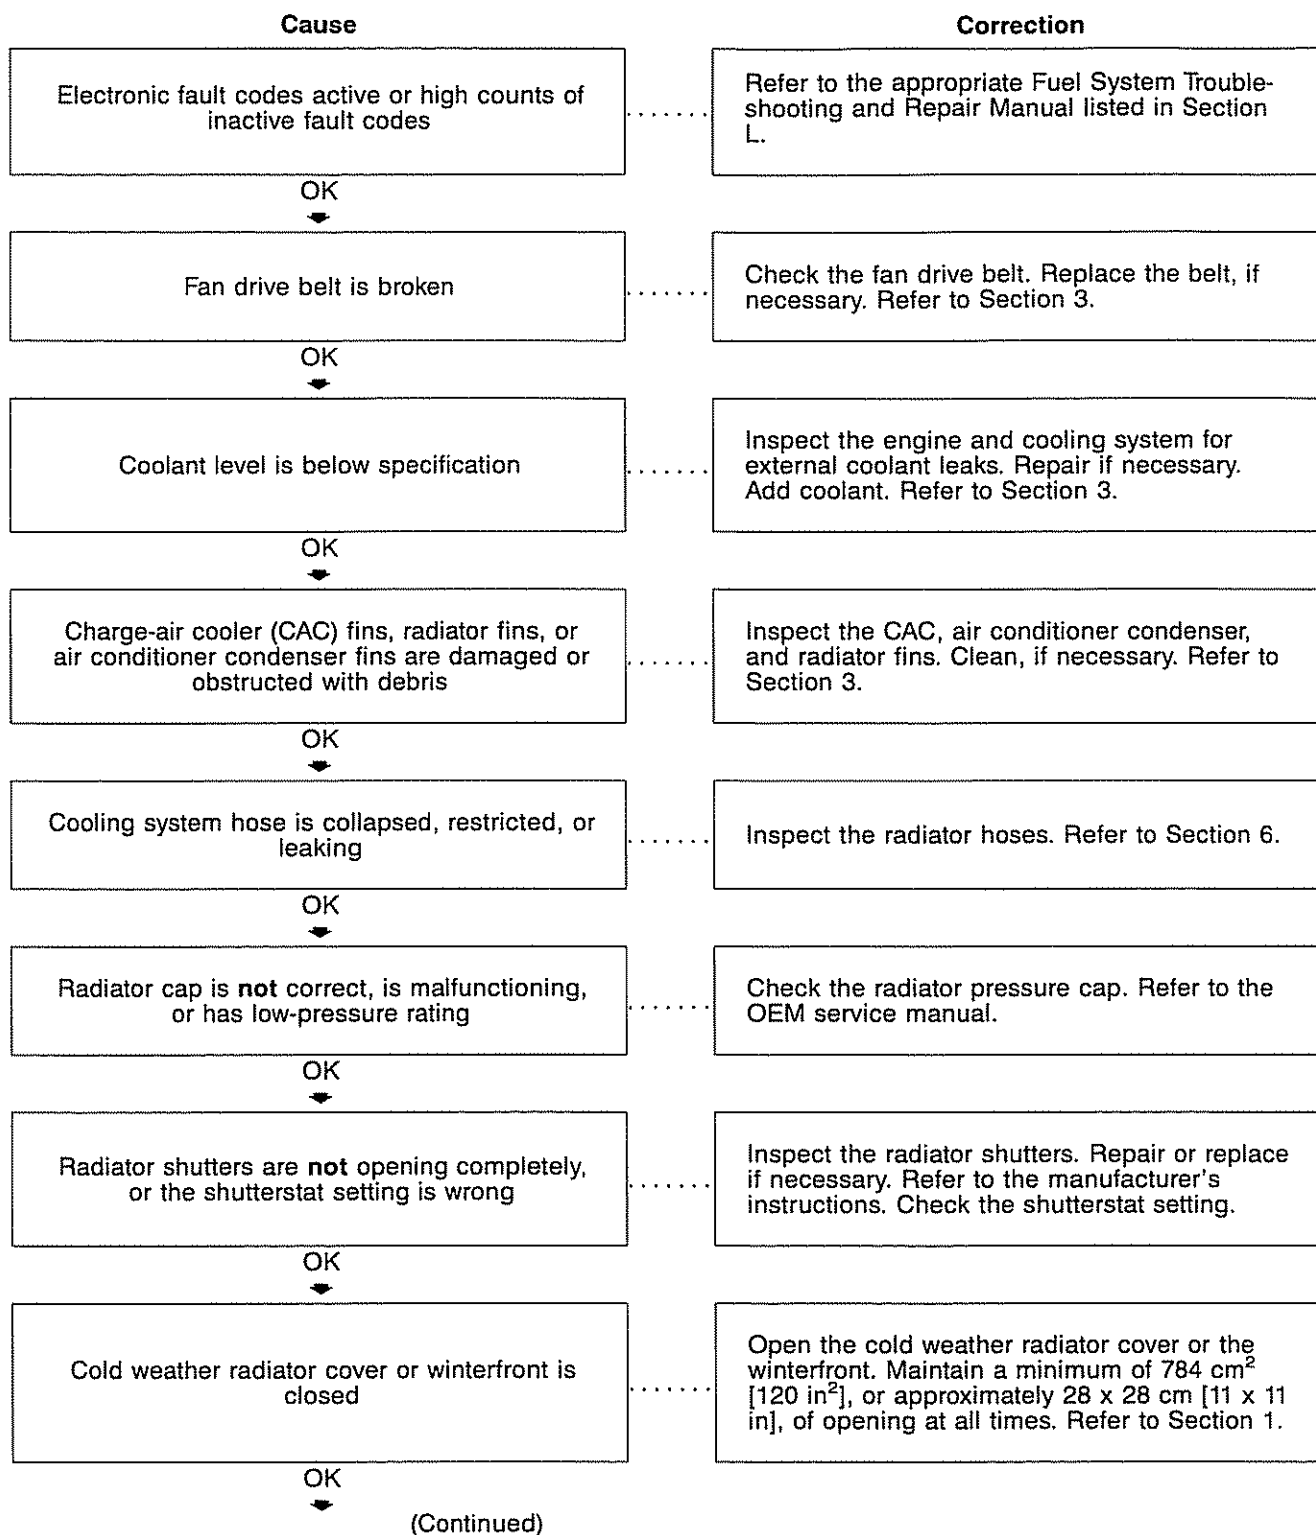 Cause
Correction
Electronic fault codes active or high counts of
inactive fault codes
Refer to the appropriate Fuel System Trouble-
shooting and Repair Manual listed in Section
L.
OK
Fan drive belt is broken
Check the fan drive belt. Replace the belt, if
necessary. Refer to Section 3.
OK
Coolant level is below specification
Inspect the engine and cooling system for
external coolant leaks. Repair if necessary.
Add coolant. Refer to Section 3.
OK
Charge-air cooler (CAC) fins, radiator fins, or
air conditioner condenser fins are damaged or
obstructed with debris
Inspect the CAC, air conditioner condenser,
and radiator fins. Clean, if necessary. Refer to
Section 3.
OK
Cooling system hose is collapsed, restricted, or
leaking
Inspect the radiator hoses. Refer to Section 6.
OK
Radiator cap is not correct, is malfunctioning,
or has low-pressure rating
Check the radiator pressure cap. Refer to the
OEM service manual.
OK
Radiator shutters are not opening completely,
or the shutterstat setting is wrong
Inspect the radiator shutters. Repair or replace
if necessary. Refer to the manufacturer's
instructions. Check the shutterstat setting.
OK
Cold weather radiator cover or winterfront is
closed
Open the cold weather radiator cover or the
winterfront. Maintain a minimum of 784 cm²
[120 in²], or approximately 28 x 28 cm [11 x 11
in], of opening at all times. Refer to Section 1.
OK
(Continued)